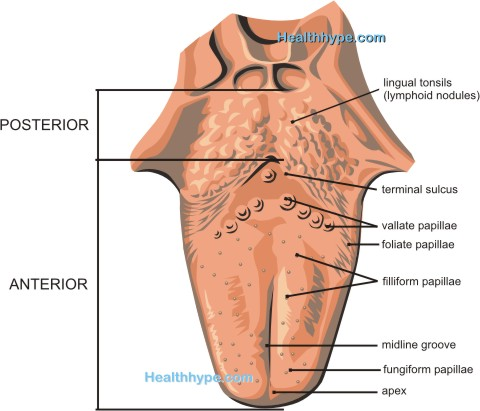 Healthhype.com
lingual tonsils
(lymphoid nodules)
POSTERIOR
terminal sulcus
vallate papillae
foliate papillae
ANTERIOR
filliform papillae
midline groove
fungiform papillae
Healthhype.com
apex